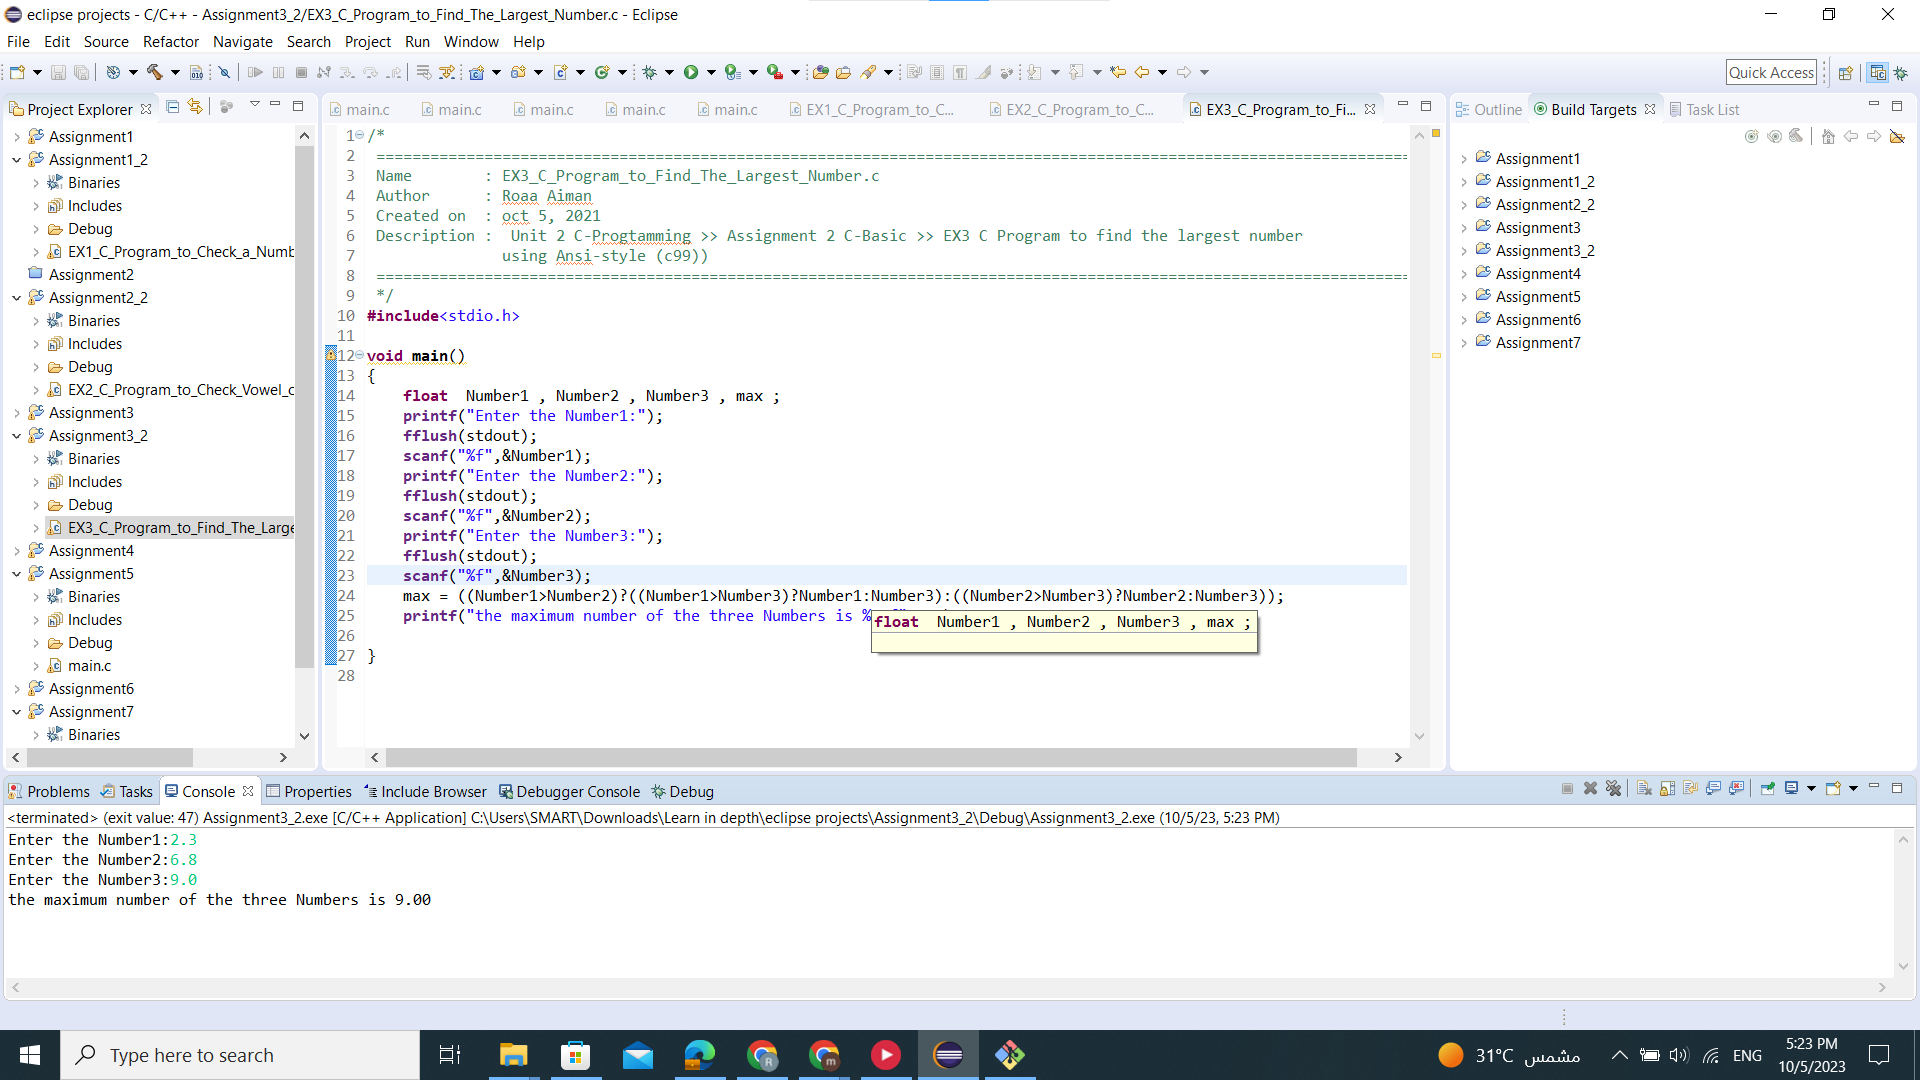 eclipse projects - C/C++ - Assignment3_2/EX3_C_Program_to_Find_The_Largest_Number.c - Eclipse
File Edit Source Refactor Navigate Search Project Run Window Help
Quick Access
Project Explorer
Assignment1
Assignment1_2
Binaries
Includes
Debug
EX1_C_Program_to_Check_a_Numb
Assignment2
Assignment2_2
Binaries
Includes
Debug
EX2_C_Program_to_Check_Vowel_c
Assignment3
Assignment3_2
Binaries
Includes
Debug
EX3_C_Program_to_Find_The_Large
Assignment4
Assignment5
Binaries
Includes
Debug
main.c
Assignment6
Assignment7
Binaries
main.c main.c main.c main.c main.c EX1_C_Program_to_C... EX2_C_Program_to_C... EX3_C_Program_to_Fi...
1 /*
2 ====================================================================================================================
3 Name : EX3_C_Program_to_Find_The_Largest_Number.c
4 Author : Roaa Aiman
5 Created on : oct 5, 2021
6 Description : Unit 2 C-Progtamming >> Assignment 2 C-Basic >> EX3 C Program to find the largest number
7 using Ansi-style (c99))
8 ====================================================================================================================
9 */
10 #include<stdio.h>
11
12 void main()
13 {
14 float Number1 , Number2 , Number3 , max ;
15 printf("Enter the Number1:");
16 fflush(stdout);
17 scanf("%f",&Number1);
18 printf("Enter the Number2:");
19 fflush(stdout);
20 scanf("%f",&Number2);
21 printf("Enter the Number3:");
22 fflush(stdout);
23 scanf("%f",&Number3);
24 max = ((Number1>Number2)?((Number1>Number3)?Number1:Number3):((Number2>Number3)?Number2:Number3));
25 printf("the maximum number of the three Numbers is %
float Number1 , Number2 , Number3 , max ;
26
27 }
28
Outline Build Targets Task List
Assignment1
Assignment1_2
Assignment2_2
Assignment3
Assignment3_2
Assignment4
Assignment5
Assignment6
Assignment7
Problems Tasks Console Properties Include Browser Debugger Console Debug
<terminated> (exit value: 47) Assignment3_2.exe [C/C++ Application] C:\Users\SMART\Downloads\Learn in depth\eclipse projects\Assignment3_2\Debug\Assignment3_2.exe (10/5/23, 5:23 PM)
Enter the Number1:2.3
Enter the Number2:6.8
Enter the Number3:9.0
the maximum number of the three Numbers is 9.00
Type here to search
31°C مشمس
ENG
5:23 PM
10/5/2023